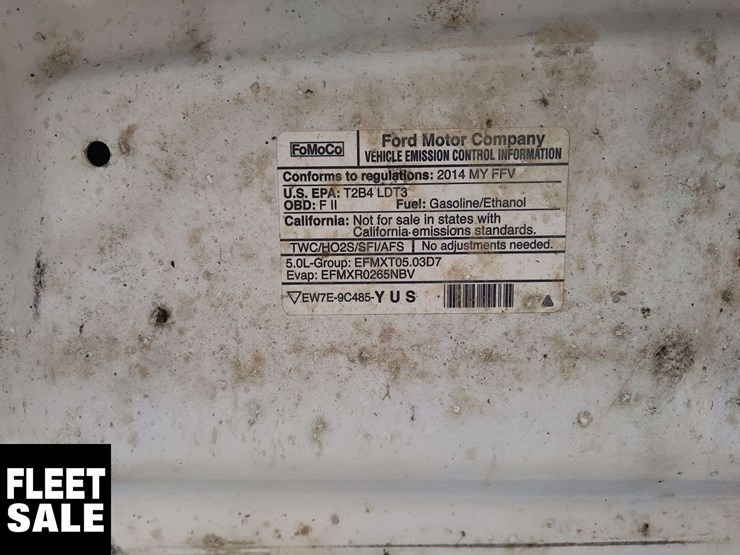 FoMoCo
Ford Motor Company
VEHICLE EMISSION CONTROL INFORMATION
Conforms to regulations: 2014 MY FFV
U.S. EPA: T2B4 LDT3
OBD: F II Fuel: Gasoline/Ethanol
California: Not for sale in states with
California emissions standards.
TWC/HO2S/SFI/AFS No adjustments needed.
5.0L-Group: EFMXT05.03D7
Evap: EFMXR0265NBV
EW7E-9C485-Y U S
FLEET
SALE